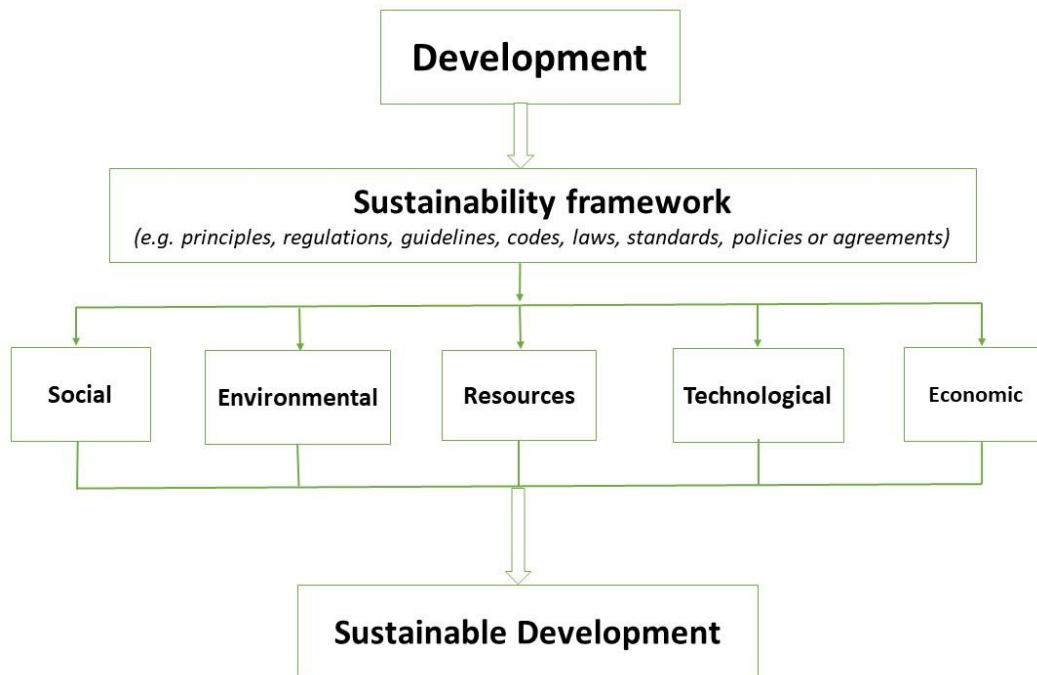 Development
Sustainability framework
(e.g. principles, regulations, guidelines, codes, laws, standards, policies or agreements)
Social
Environmental
Resources
Technological
Economic
Sustainable Development